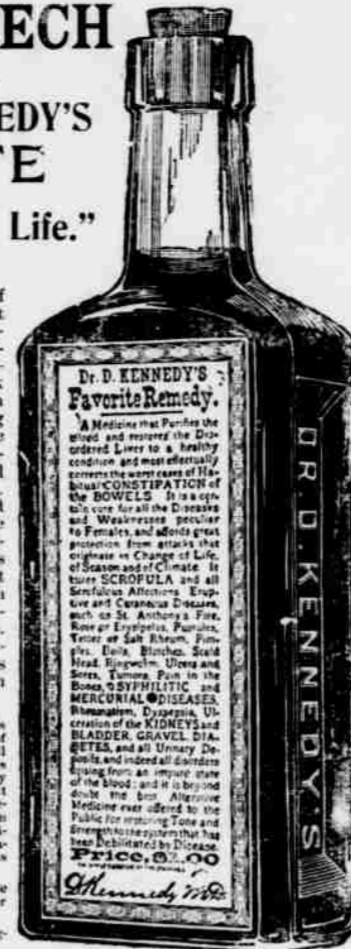 ECH
EDY'S
TE
Life."
Dr. D. KENNEDY'S
Favorite Remedy.
A Medicine that Purifies the
Blood and restores the Dis-
ordered Liver to a healthy
condition and most effectually
corrects the worst cases of Ha-
bitual CONSTIPATION of
the BOWELS It is a cer-
tain cure for all the Diseases
and Weaknesses peculiar
to Females, and affords great
protection from attacks that
originate in Change of Life,
of Season and of Climate. It
cures SCROFULA and all
Scrofulous Affections Erup-
tive and Cutaneous Diseases,
such as St. Anthony's Fire,
Rose or Erysipelas, Pimples,
Tetter or Salt Rheum, Pim-
ples, Boils, Blotches, Scald
Head, Ringworm, Ulcers and
Sores, Tumors, Pain in the
Bones, SYPHILITIC and
MERCURIAL DISEASES,
Rheumatism, Dyspepsia, Ul-
ceration of the KIDNEYS and
BLADDER, GRAVEL, DIA-
BETES, and all Urinary De-
posits, and indeed all disorders
arising from an impure state
of the blood; and it is beyond
doubt the best Alterative
Medicine ever offered to the
Public for restoring Tone and
Strength to the system that has
been Debilitated by Disease.
Price, $1.00
D. Kennedy M.D.
DR. D. KENNEDY'S